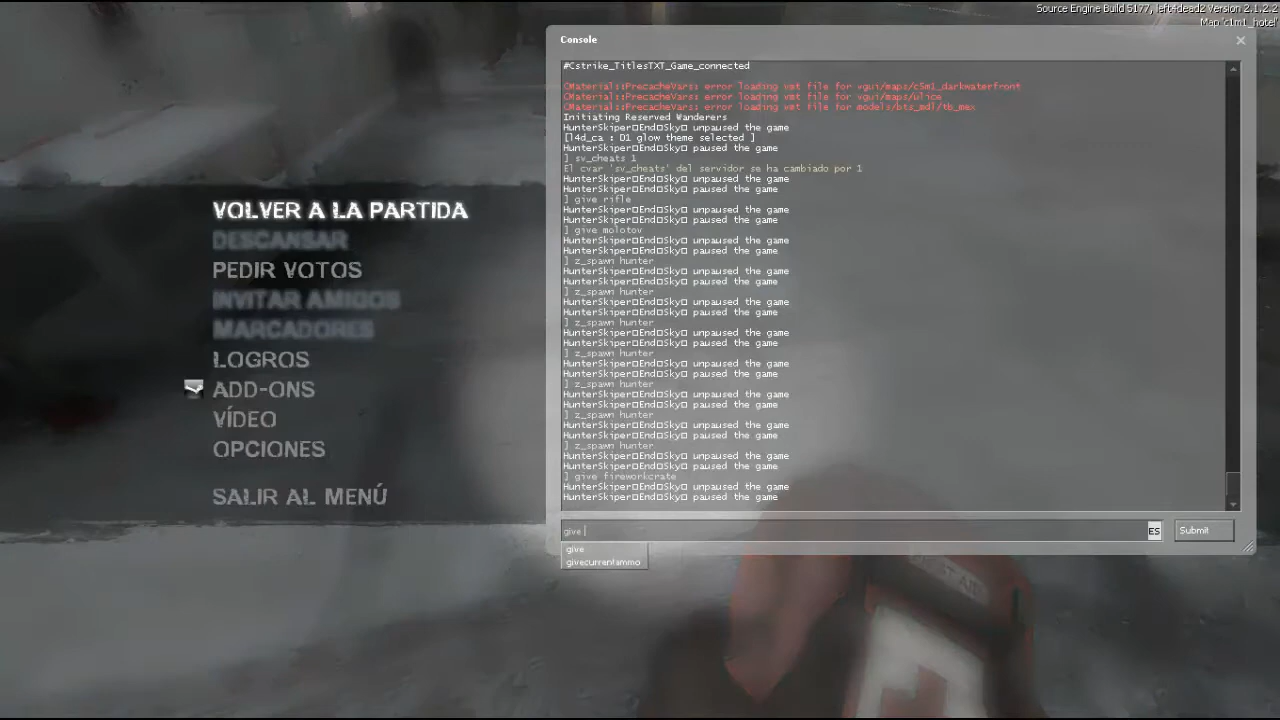 Source Engine Build 5177, left4dead2 Version 2.1.2.2
Map 'c1m1_hotel'
Console
#Cstrike_TitlesTXT_Game_connected
CMaterial::PrecacheVars: error loading vmt file for vgui/maps/c5m1_darkwaterfront
CMaterial::PrecacheVars: error loading vmt file for vgui/maps/ulice
CMaterial::PrecacheVars: error loading vmt file for models/bts_mdl/tb_mex
Initiating Reserved Wanderers
HunterSkiper□End□Sky□ unpaused the game
[l4d_ca : D1 glow theme selected ]
HunterSkiper□End□Sky□ paused the game
] sv_cheats 1
El cvar 'sv_cheats' del servidor se ha cambiado por 1
HunterSkiper□End□Sky□ unpaused the game
HunterSkiper□End□Sky□ paused the game
] give rifle
HunterSkiper□End□Sky□ unpaused the game
HunterSkiper□End□Sky□ paused the game
] give molotov
HunterSkiper□End□Sky□ unpaused the game
HunterSkiper□End□Sky□ paused the game
] z_spawn hunter
HunterSkiper□End□Sky□ unpaused the game
HunterSkiper□End□Sky□ paused the game
] z_spawn hunter
HunterSkiper□End□Sky□ unpaused the game
HunterSkiper□End□Sky□ paused the game
] z_spawn hunter
HunterSkiper□End□Sky□ unpaused the game
HunterSkiper□End□Sky□ paused the game
] z_spawn hunter
HunterSkiper□End□Sky□ unpaused the game
HunterSkiper□End□Sky□ paused the game
] z_spawn hunter
HunterSkiper□End□Sky□ unpaused the game
HunterSkiper□End□Sky□ paused the game
] z_spawn hunter
HunterSkiper□End□Sky□ unpaused the game
HunterSkiper□End□Sky□ paused the game
] z_spawn hunter
HunterSkiper□End□Sky□ unpaused the game
HunterSkiper□End□Sky□ paused the game
] give fireworkcrate
HunterSkiper□End□Sky□ unpaused the game
HunterSkiper□End□Sky□ paused the game
give
ES
Submit
give
givecurrentammo
VOLVER A LA PARTIDA
DESCANSAR
PEDIR VOTOS
INVITAR AMIGOS
MARCADORES
LOGROS
ADD-ONS
VÍDEO
OPCIONES
SALIR AL MENÚ